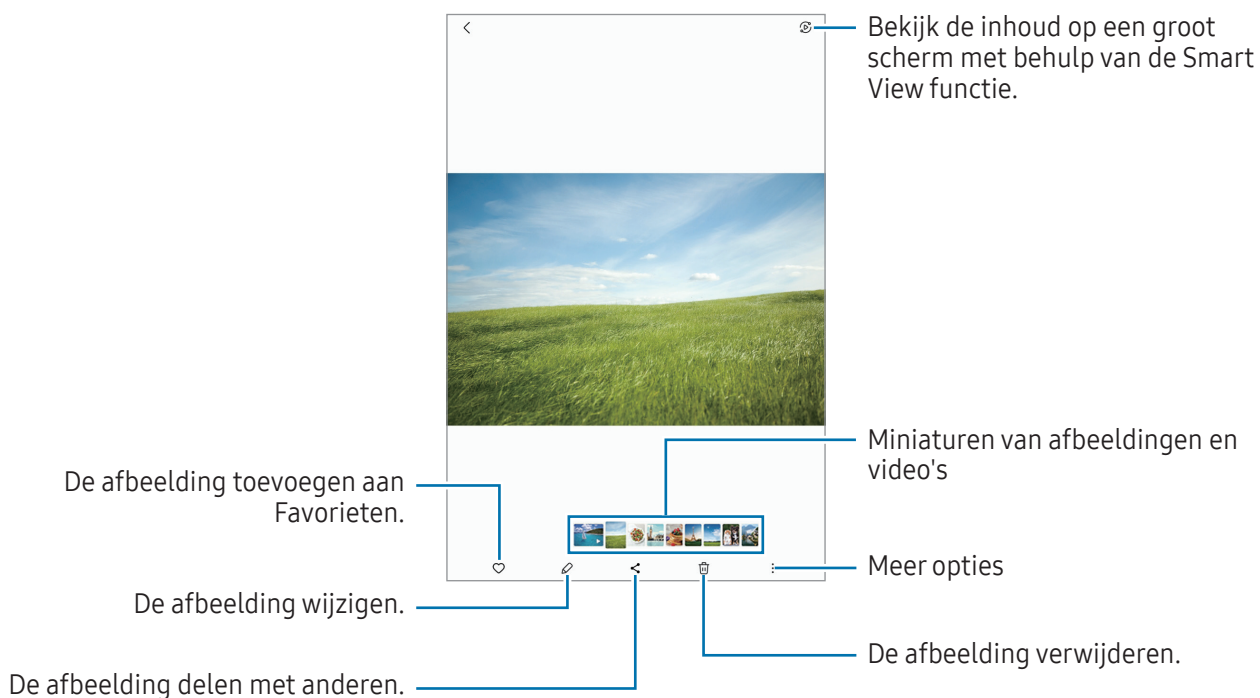 Bekijk de inhoud op een groot
scherm met behulp van de Smart
View functie.
Miniaturen van afbeeldingen en
video's
De afbeelding toevoegen aan
Favorieten.
Meer opties
De afbeelding wijzigen.
De afbeelding verwijderen.
De afbeelding delen met anderen.